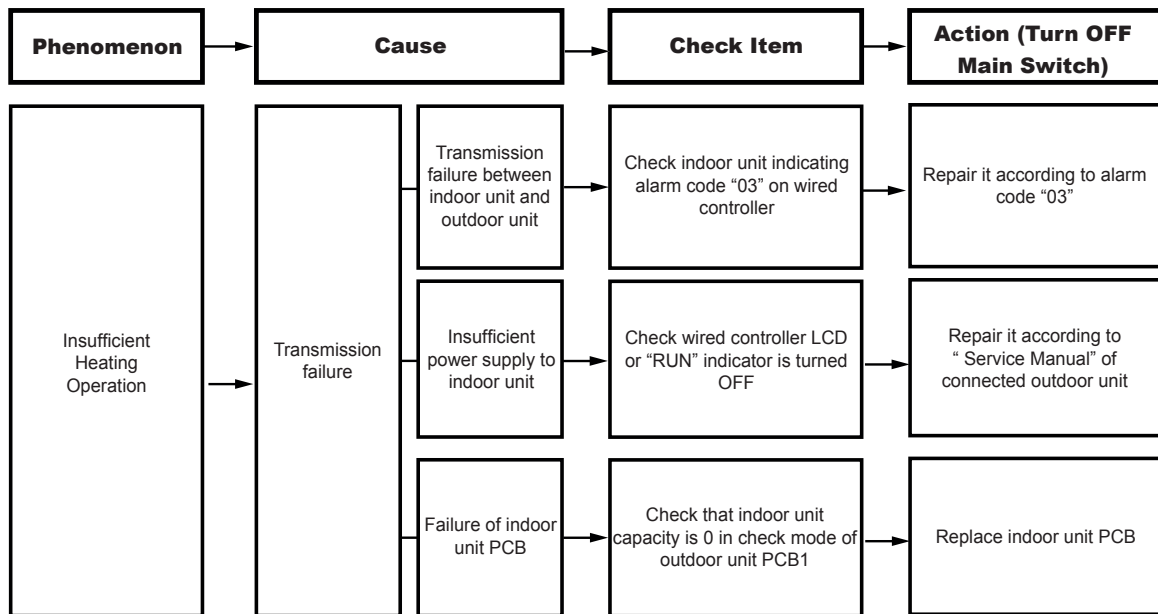 Phenomenon
Cause
Check Item
Action (Turn OFF
Main Switch)
Insufficient
Heating
Operation
Transmission
failure
Transmission
failure between
indoor unit and
outdoor unit
Check indoor unit indicating
alarm code “03” on wired
controller
Repair it according to alarm
code “03”
Insufficient
power supply to
indoor unit
Check wired controller LCD
or “RUN” indicator is turned
OFF
Repair it according to
“ Service Manual” of
connected outdoor unit
Failure of indoor
unit PCB
Check that indoor unit
capacity is 0 in check mode of
outdoor unit PCB1
Replace indoor unit PCB